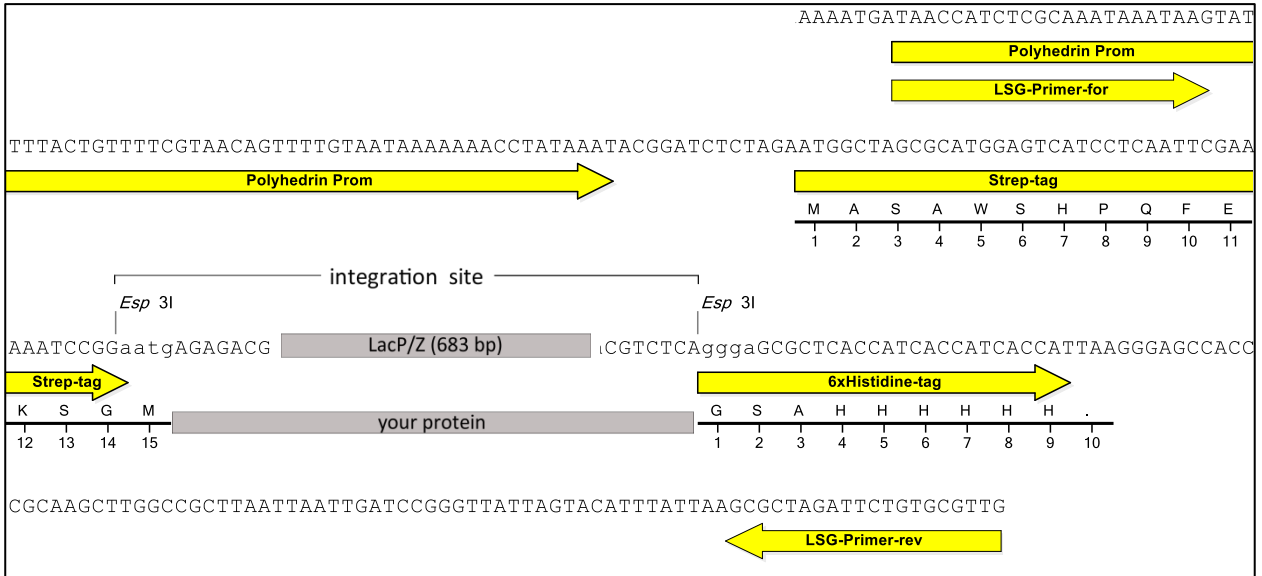 AAAATGATAACCATCTCGCAAATAAATAAGTAT
Polyhedrin Prom
LSG-Primer-for
TTTACTGTTTTCGTAACAGTTTTGTAATAAAAAAACCTATAAATACGGATCTCTAGAATGGCTAGCGCATGGAGTCATCCTCAATTCGAA
Polyhedrin Prom Strep-tag
M A S A W S H P Q F E
1 2 3 4 5 6 7 8 9 10 11
integration site
Esp 3I Esp 3I
AAATCCGGaatgAGAGACG LacP/Z (683 bp) CGTCTCAgggaGCGCTCACCATCACCATCACCATTAAGGGAGCCACC
Strep-tag 6xHistidine-tag
K S G M your protein G S A H H H H H H .
12 13 14 15 1 2 3 4 5 6 7 8 9 10
CGCAAGCTTGGCCGCTTAATTAATTGATCCGGGTTATTAGTACATTTATTAAGCGCTAGATTCTGTGCGTTG
LSG-Primer-rev